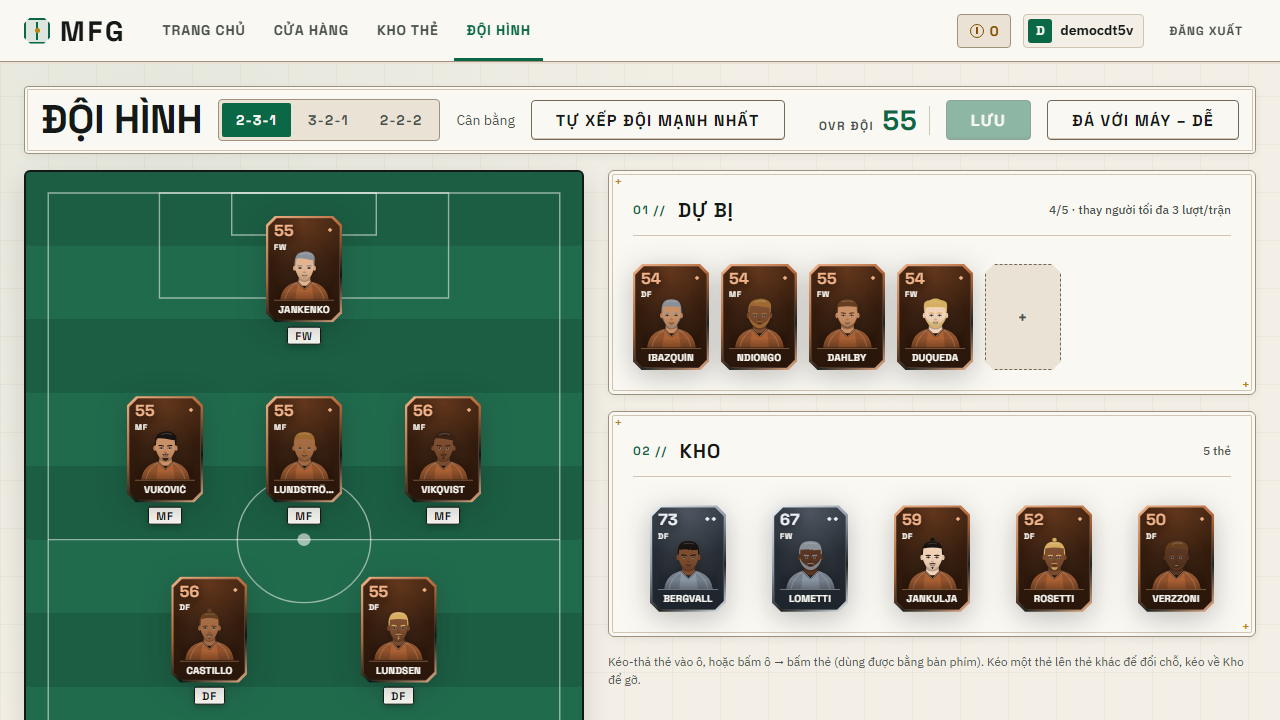 MFG
TRANG CHỦ
CỬA HÀNG
KHO THẺ
ĐỘI HÌNH
0
D
democdt5v
ĐĂNG XUẤT
ĐỘI HÌNH
2-3-1
3-2-1
2-2-2
Cân bằng
TỰ XẾP ĐỘI MẠNH NHẤT
OVR ĐỘI 55
LƯU
ĐÁ VỚI MÁY – DỄ
55
FW
JANKENKO
FW
55
MF
VUKOVIĆ
MF
55
MF
LUNDSTRÖ...
MF
56
MF
VIKQVIST
MF
56
DF
CASTILLO
DF
55
DF
LUNDSEN
DF
01 // DỰ BỊ
4/5 · thay người tối đa 3 lượt/trận
54
DF
IBAZQUÍN
54
MF
NDIONGO
55
FW
DAHLBY
54
FW
DUQUEDA
+
02 // KHO
5 thẻ
73
DF
BERGVALL
67
FW
LOMETTI
59
DF
JANKULJA
52
DF
ROSETTI
50
DF
VERZZONI
Kéo-thả thẻ vào ô, hoặc bấm ô → bấm thẻ (dùng được bằng bàn phím). Kéo một thẻ lên thẻ khác để đổi chỗ, kéo về Kho
để gỡ.